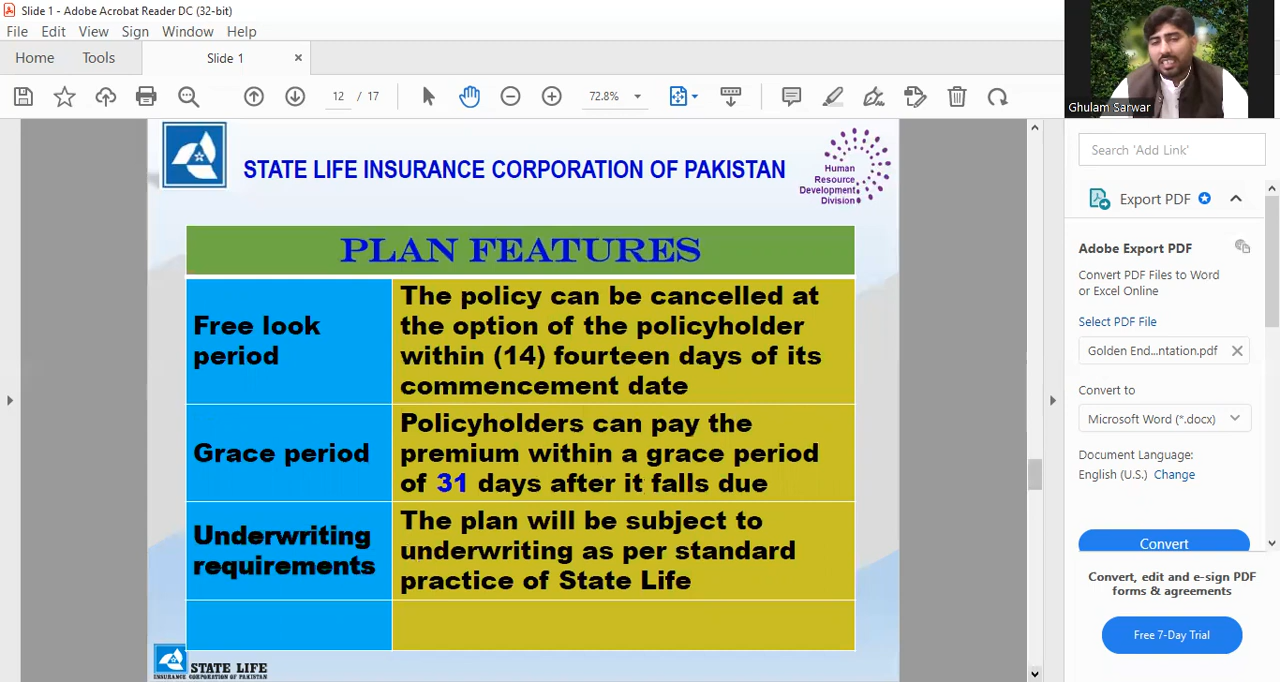 Slide 1 - Adobe Acrobat Reader DC (32-bit)
File Edit View Sign Window Help
Home Tools Slide 1 ×
12 / 17 72.8%
Ghulam Sarwar
STATE LIFE INSURANCE CORPORATION OF PAKISTAN
Human
Resource
Development
Division
PLAN FEATURES
Free look
period
The policy can be cancelled at
the option of the policyholder
within (14) fourteen days of its
commencement date
Grace period
Policyholders can pay the
premium within a grace period
of 31 days after it falls due
Underwriting
requirements
The plan will be subject to
underwriting as per standard
practice of State Life
STATE LIFE
INSURANCE CORPORATION OF PAKISTAN
Search 'Add Link'
Export PDF
Adobe Export PDF
Convert PDF Files to Word
or Excel Online
Select PDF File
Golden End...ntation.pdf
Convert to
Microsoft Word (*.docx)
Document Language:
English (U.S.) Change
Convert
Convert, edit and e-sign PDF
forms & agreements
Free 7-Day Trial